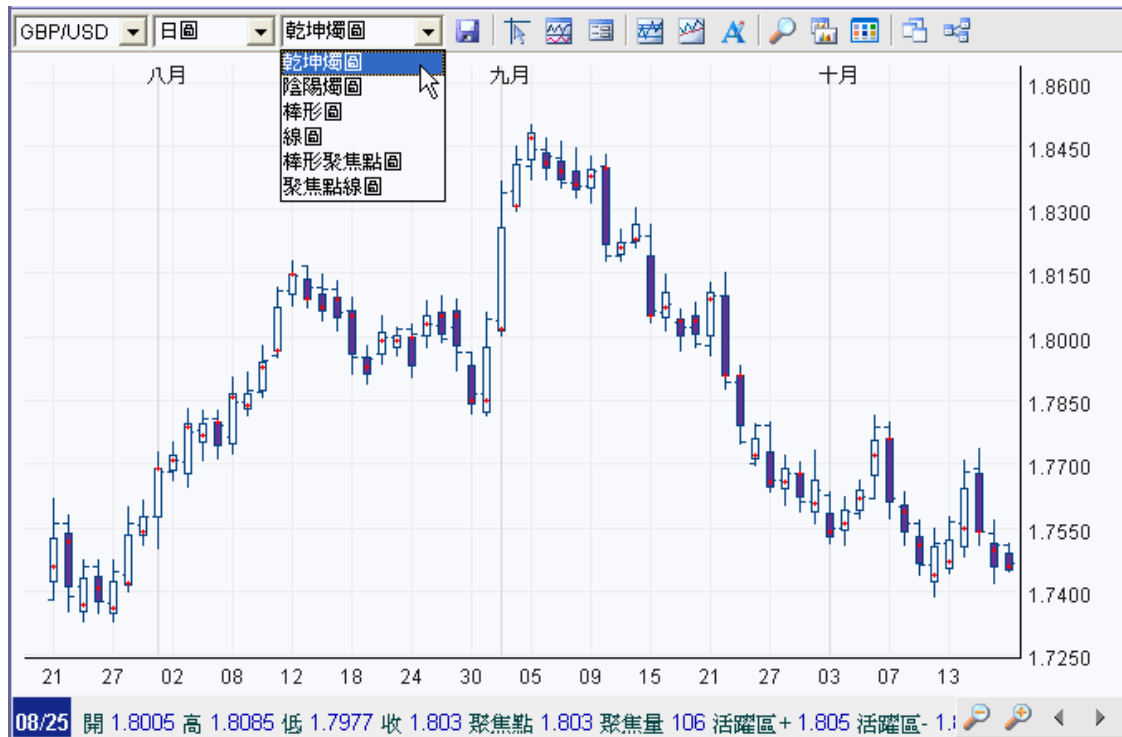 GBP/USD 日圖 乾坤燭圖
乾坤燭圖
陰陽燭圖
棒形圖
線圖
棒形聚焦點圖
聚焦點線圖
八月 九月 十月
1.8600
1.8450
1.8300
1.8150
1.8000
1.7850
1.7700
1.7550
1.7400
1.7250
21 27 02 08 12 18 24 30 05 09 15 21 27 03 07 13
08/25 開 1.8005 高 1.8085 低 1.7977 收 1.803 聚焦點 1.803 聚焦量 106 活躍區+ 1.805 活躍區- 1.